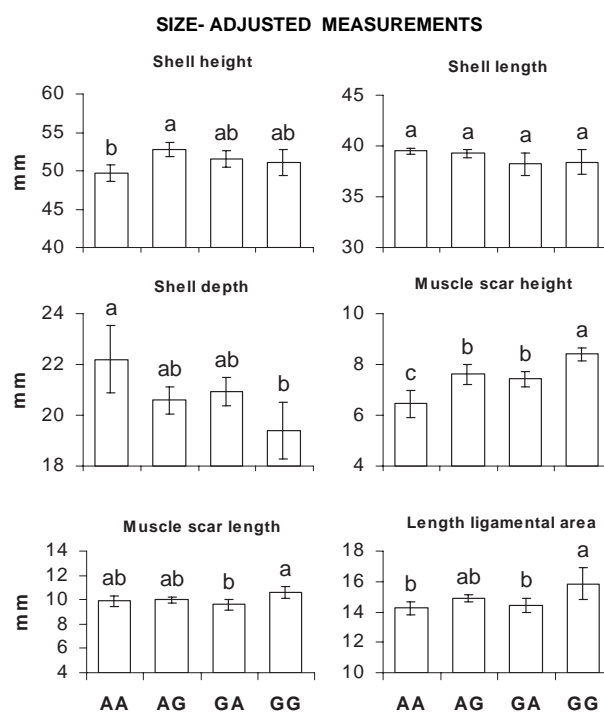 SIZE- ADJUSTED MEASUREMENTS
Shell height
mm
60
55
50
45
40
b
a
ab
ab
Shell length
45
40
35
30
a
a
a
a
Shell depth
mm
24
22
20
18
a
ab
ab
b
Muscle scar height
10
8
6
4
c
b
b
a
Muscle scar length
mm
14
12
10
8
6
4
ab
ab
b
a
AA AG GA GG
Length ligamental area
18
16
14
12
10
b
ab
b
a
AA AG GA GG